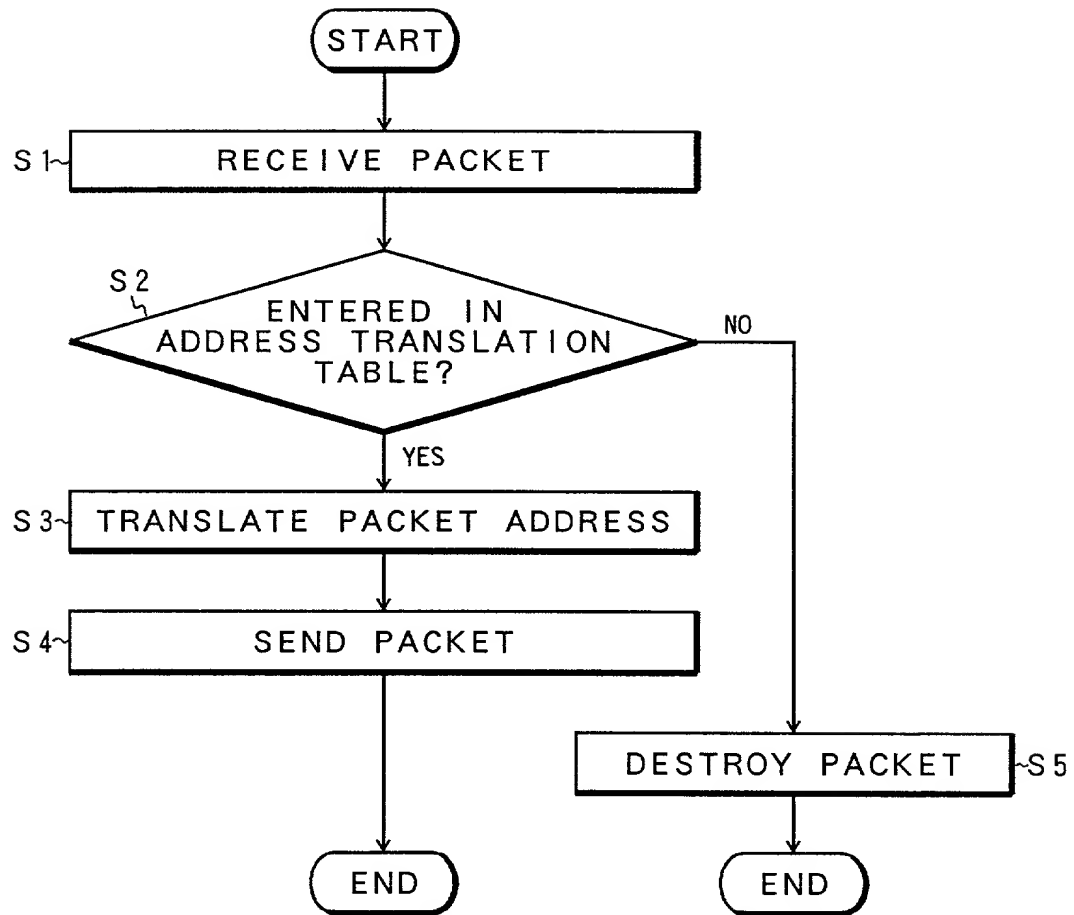 START
S1
RECEIVE PACKET
S2
ENTERED IN
ADDRESS TRANSLATION
TABLE?
NO
YES
S3
TRANSLATE PACKET ADDRESS
S4
SEND PACKET
DESTROY PACKET
S5
END
END